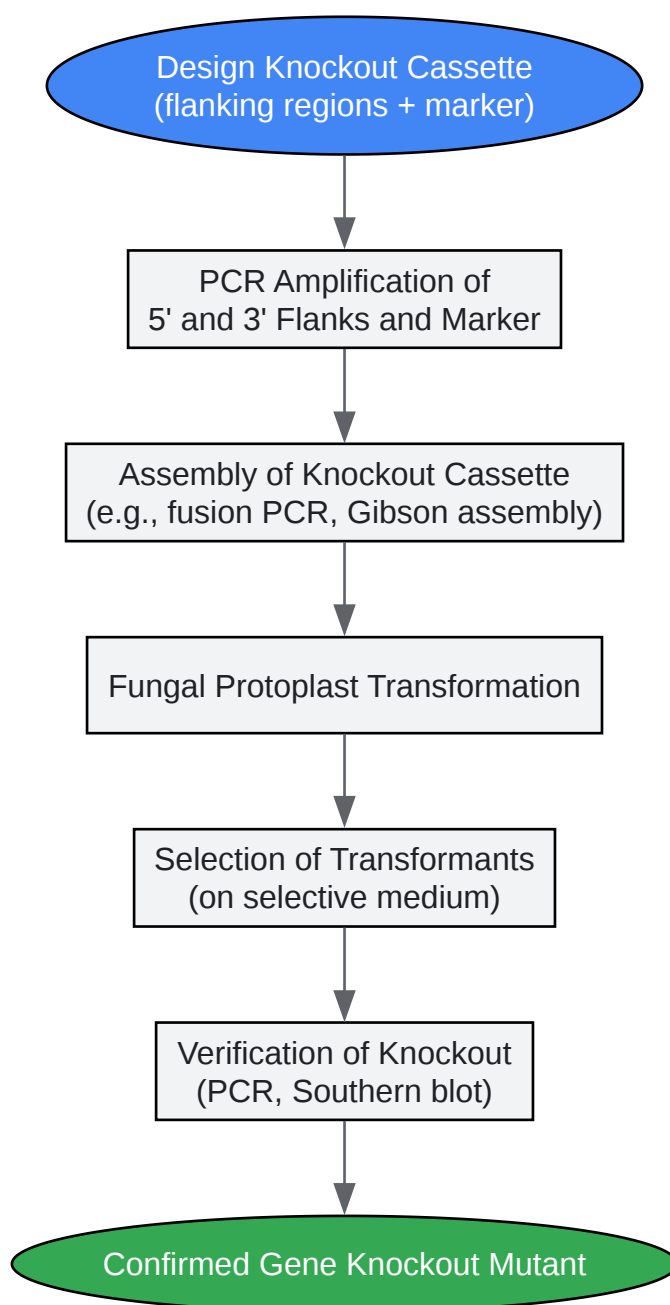 Design Knockout Cassette
(flanking regions + marker)
PCR Amplification of
5' and 3' Flanks and Marker
Assembly of Knockout Cassette
(e.g., fusion PCR, Gibson assembly)
Fungal Protoplast Transformation
Selection of Transformants
(on selective medium)
Verification of Knockout
(PCR, Southern blot)
Confirmed Gene Knockout Mutant